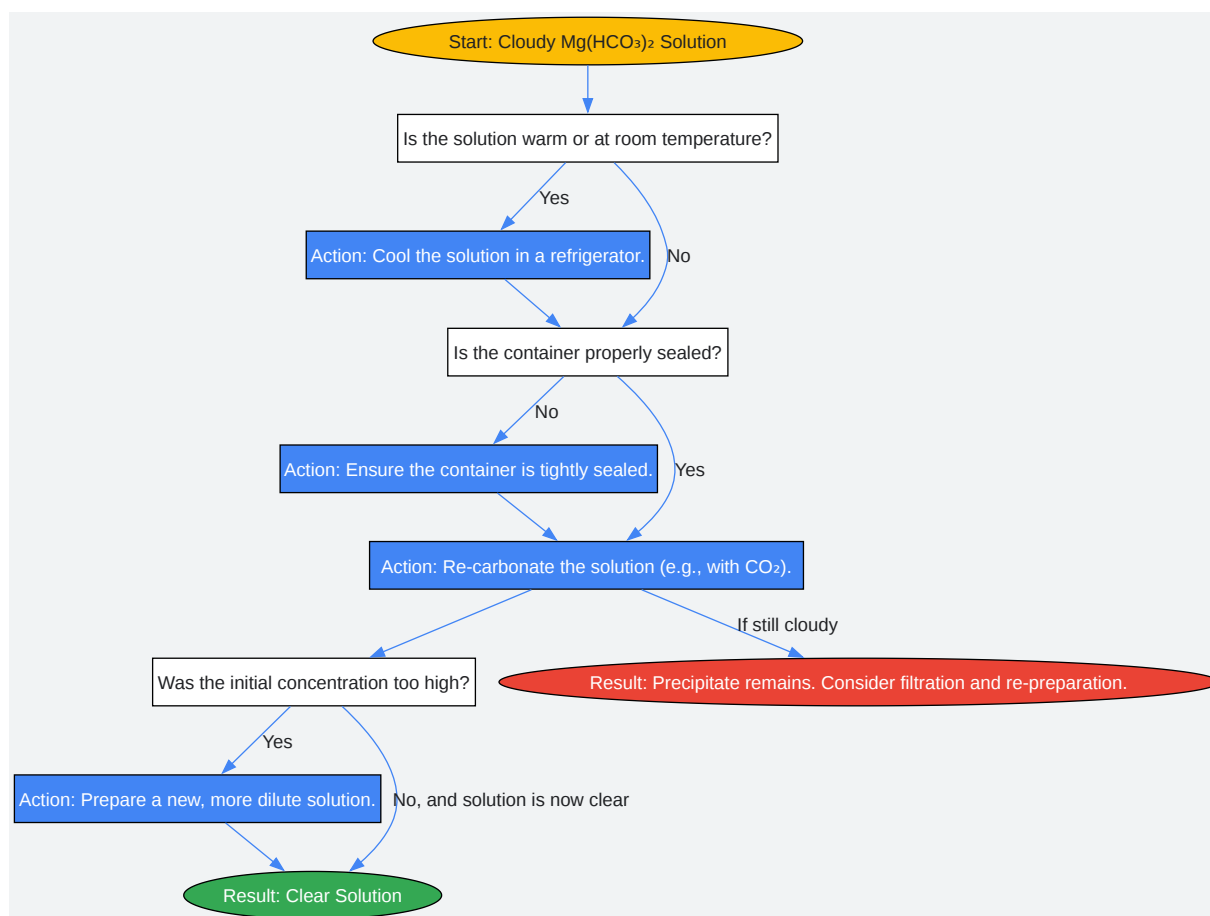 Start: Cloudy Mg(HCO₃)₂ Solution
Is the solution warm or at room temperature?
Yes
Action: Cool the solution in a refrigerator.
No
Is the container properly sealed?
No
Action: Ensure the container is tightly sealed.
Yes
Action: Re-carbonate the solution (e.g., with CO₂).
If still cloudy
Was the initial concentration too high?
Result: Precipitate remains. Consider filtration and re-preparation.
Yes
Action: Prepare a new, more dilute solution.
No, and solution is now clear
Result: Clear Solution